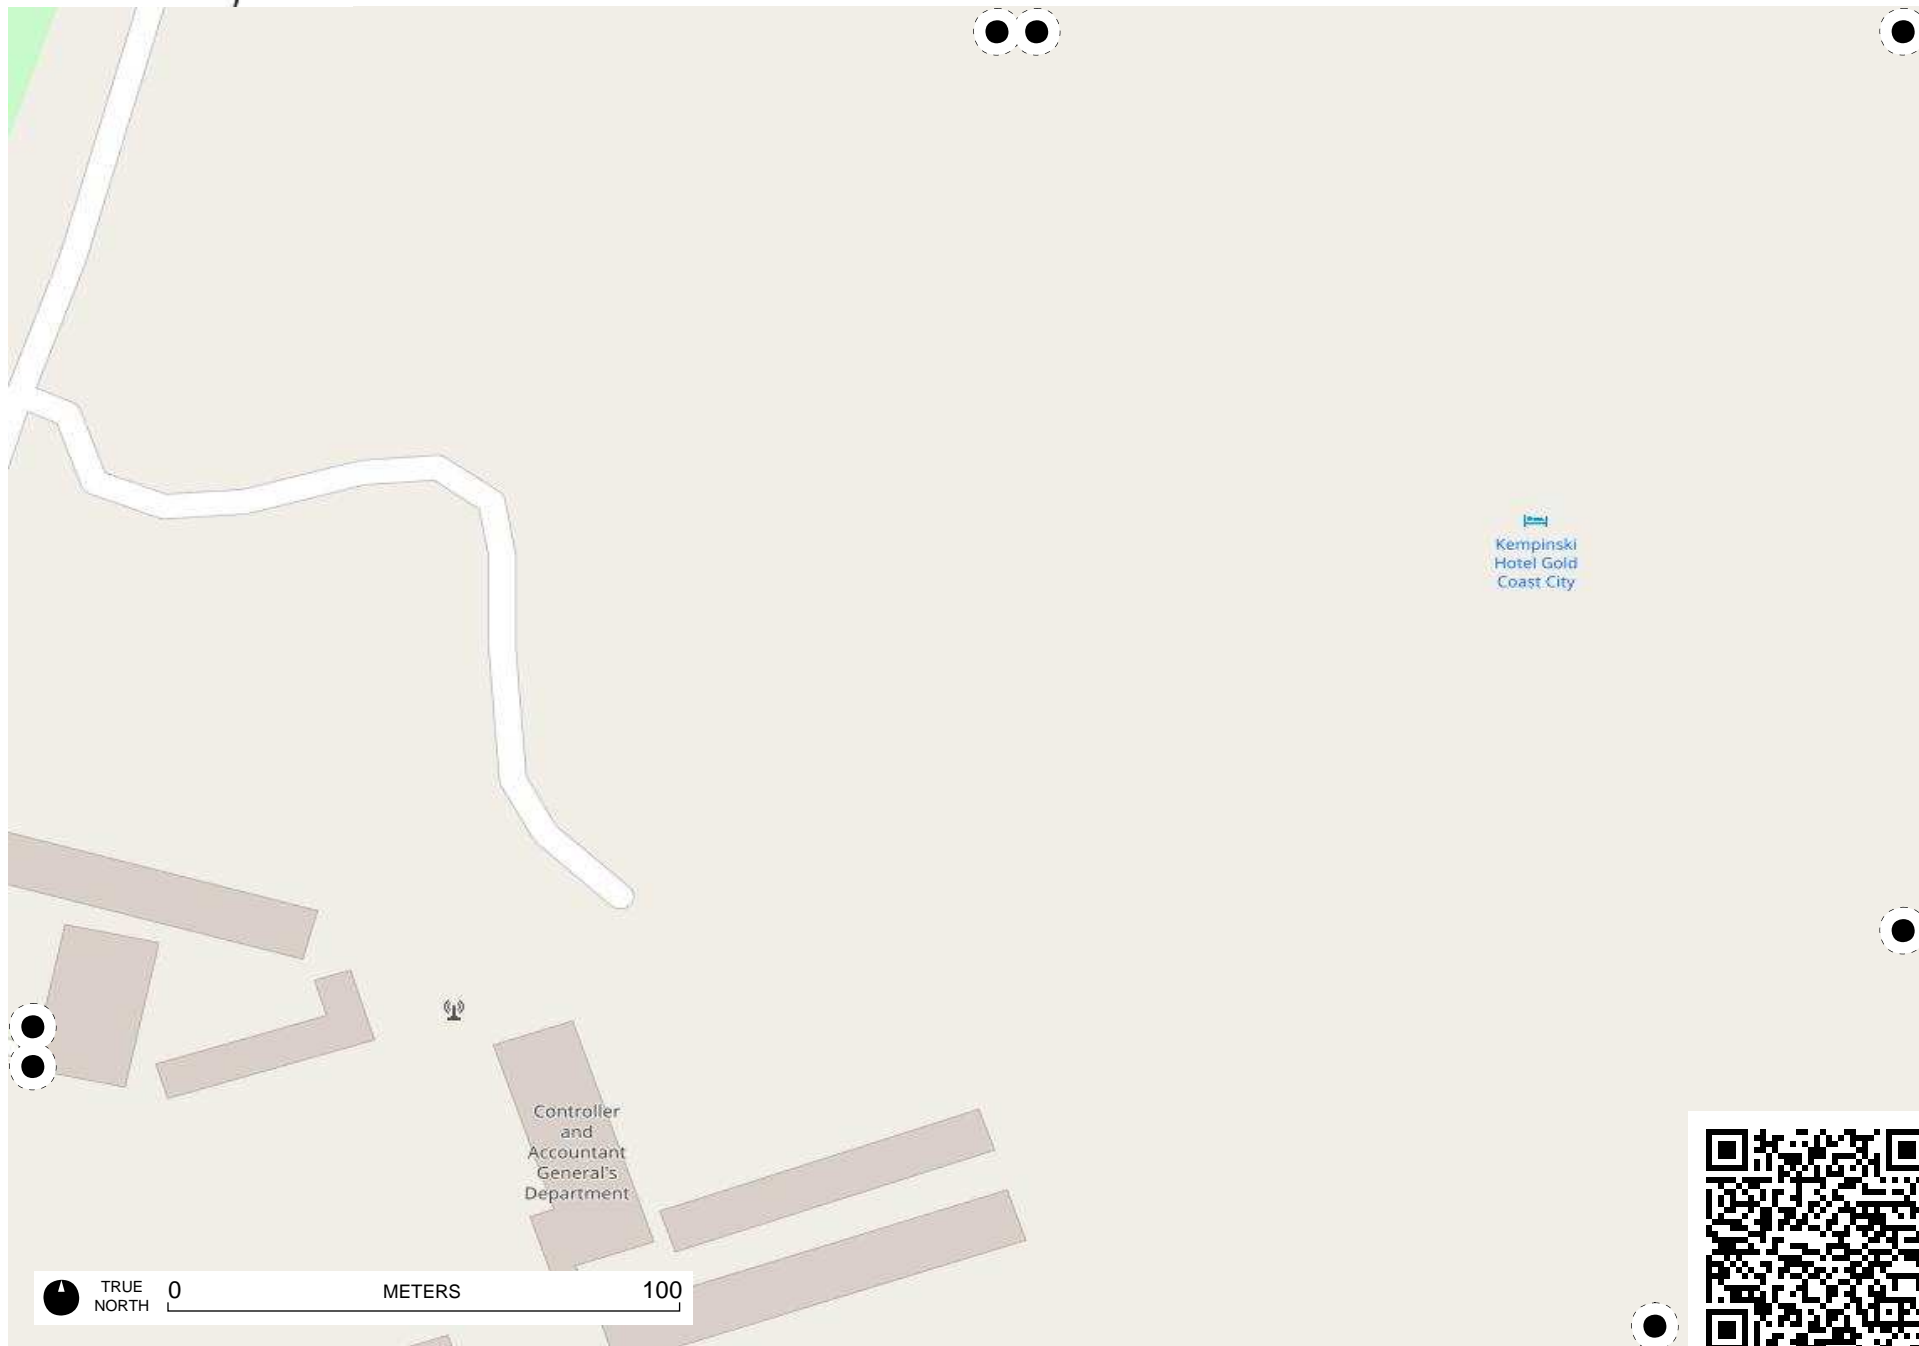 Kempinski
Hotel Gold
Coast City
Controller
and
Accountant
General's
Department
TRUE
NORTH
0 METERS 100